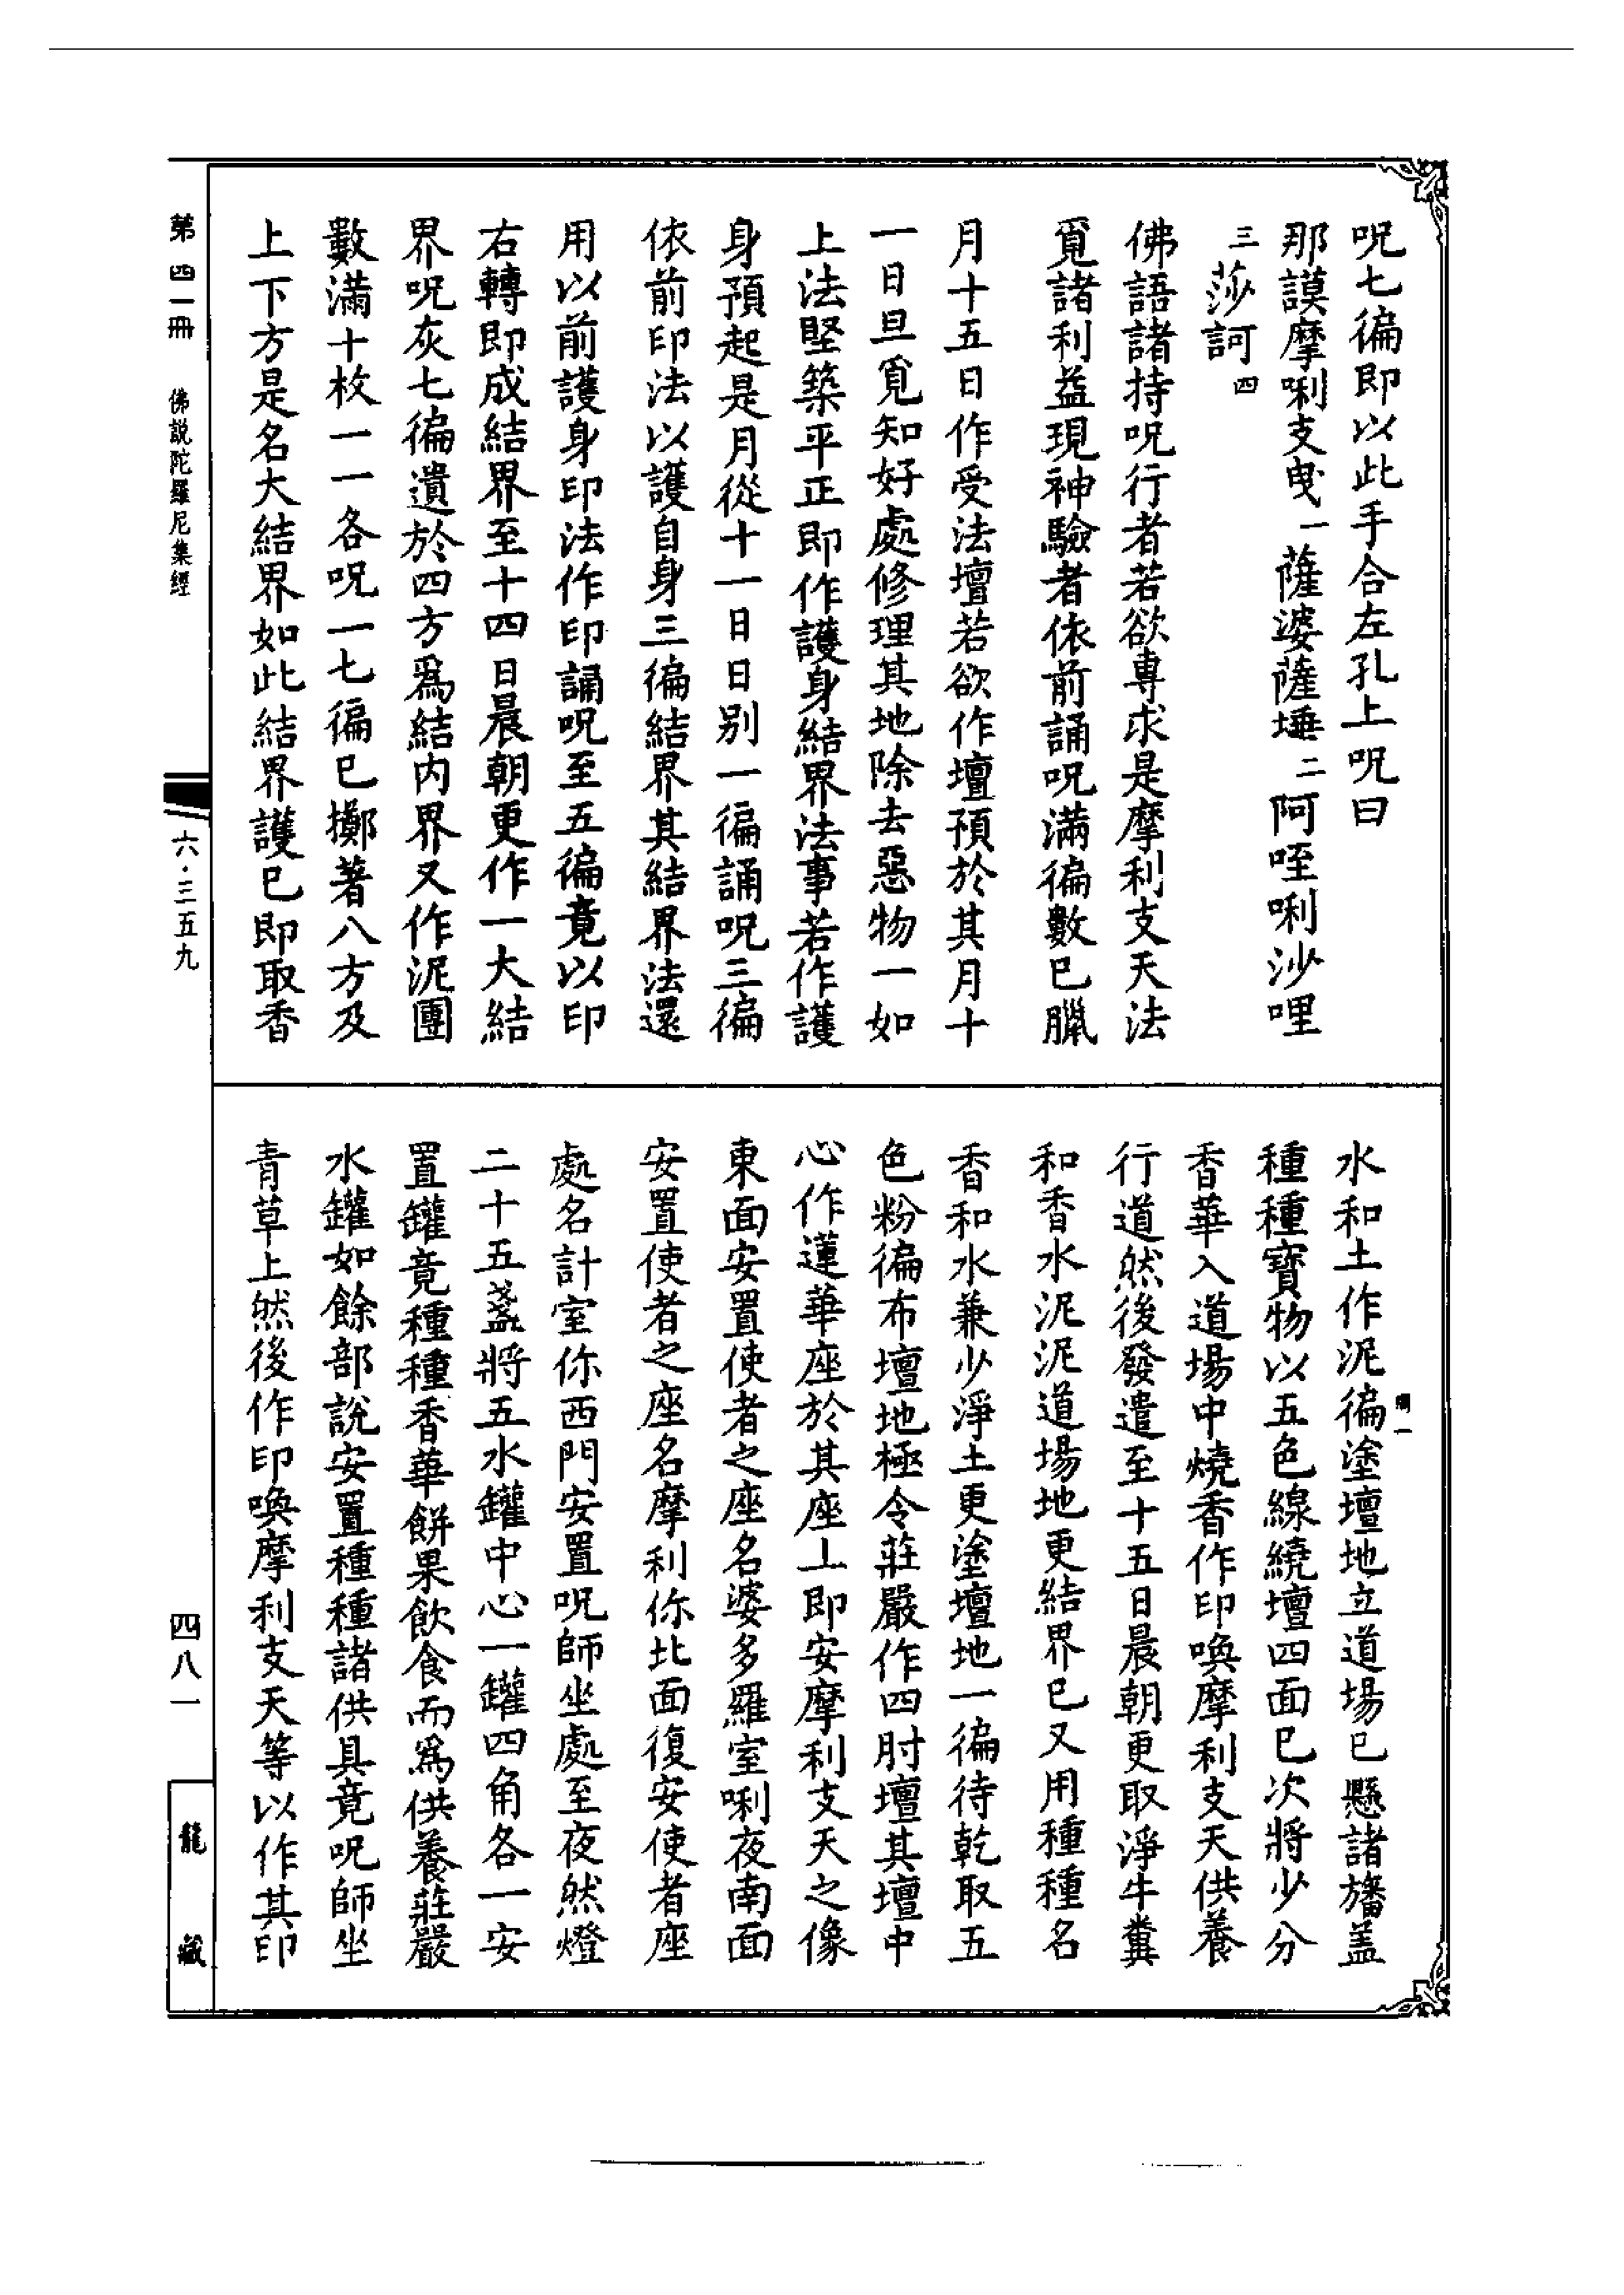 呪七徧即以此手合左孔上呪曰
那謨摩唎支曳一薩婆薩埵二阿咥唎沙哩
三莎訶四
佛語諸持呪行者若欲專求是摩利支天法
覓諸利益現神驗者依前誦呪滿徧數已臘
月十五日作受法壇若欲作壇預於其月十
一日旦覓知好處修理其地除去惡物一如
上法堅築平正即作護身結界法事若作護
身預起是月從十一日日別一徧誦呪三徧
依前印法以護自身三徧結界其結界法還
用以前護身印法作印誦呪至五徧竟以印
右轉即成結界至十四日晨朝更作一大結
界呪灰七徧遺於四方爲結內界又作泥團
數滿十枚一一各呪一七徧已擲著八方及
上下方是名大結界如此結界護已即取香
水和土作泥徧塗壇地立道場已懸諸旛蓋
種種寶物以五色線繞壇四面已次將少分
香華入道場中燒香作印喚摩利支天供養
行道然後發遣至十五日晨朝更取淨牛糞
和香水泥泥道場地更結界已又用種種名
香和水兼少淨土更塗壇地一徧待乾取五
色粉徧布壇地極令莊嚴作四肘壇其壇中
心作蓮華座於其座上即安摩利支天之像
東面安置使者之座名婆多羅室唎夜南面
安置使者之座名摩利你北面復安使者座
處名計室你西門安置呪師坐處至夜然燈
二十五盞將五水罐中心一罐四角各一安
置罐竟種種香華餅果飲食而爲供養莊嚴
水罐如餘部說安置種種諸供具竟呪師坐
青草上然後作印喚摩利支天等以作其印
第四一冊
佛説陀羅尼集經
六·三五九
四八一
龍藏